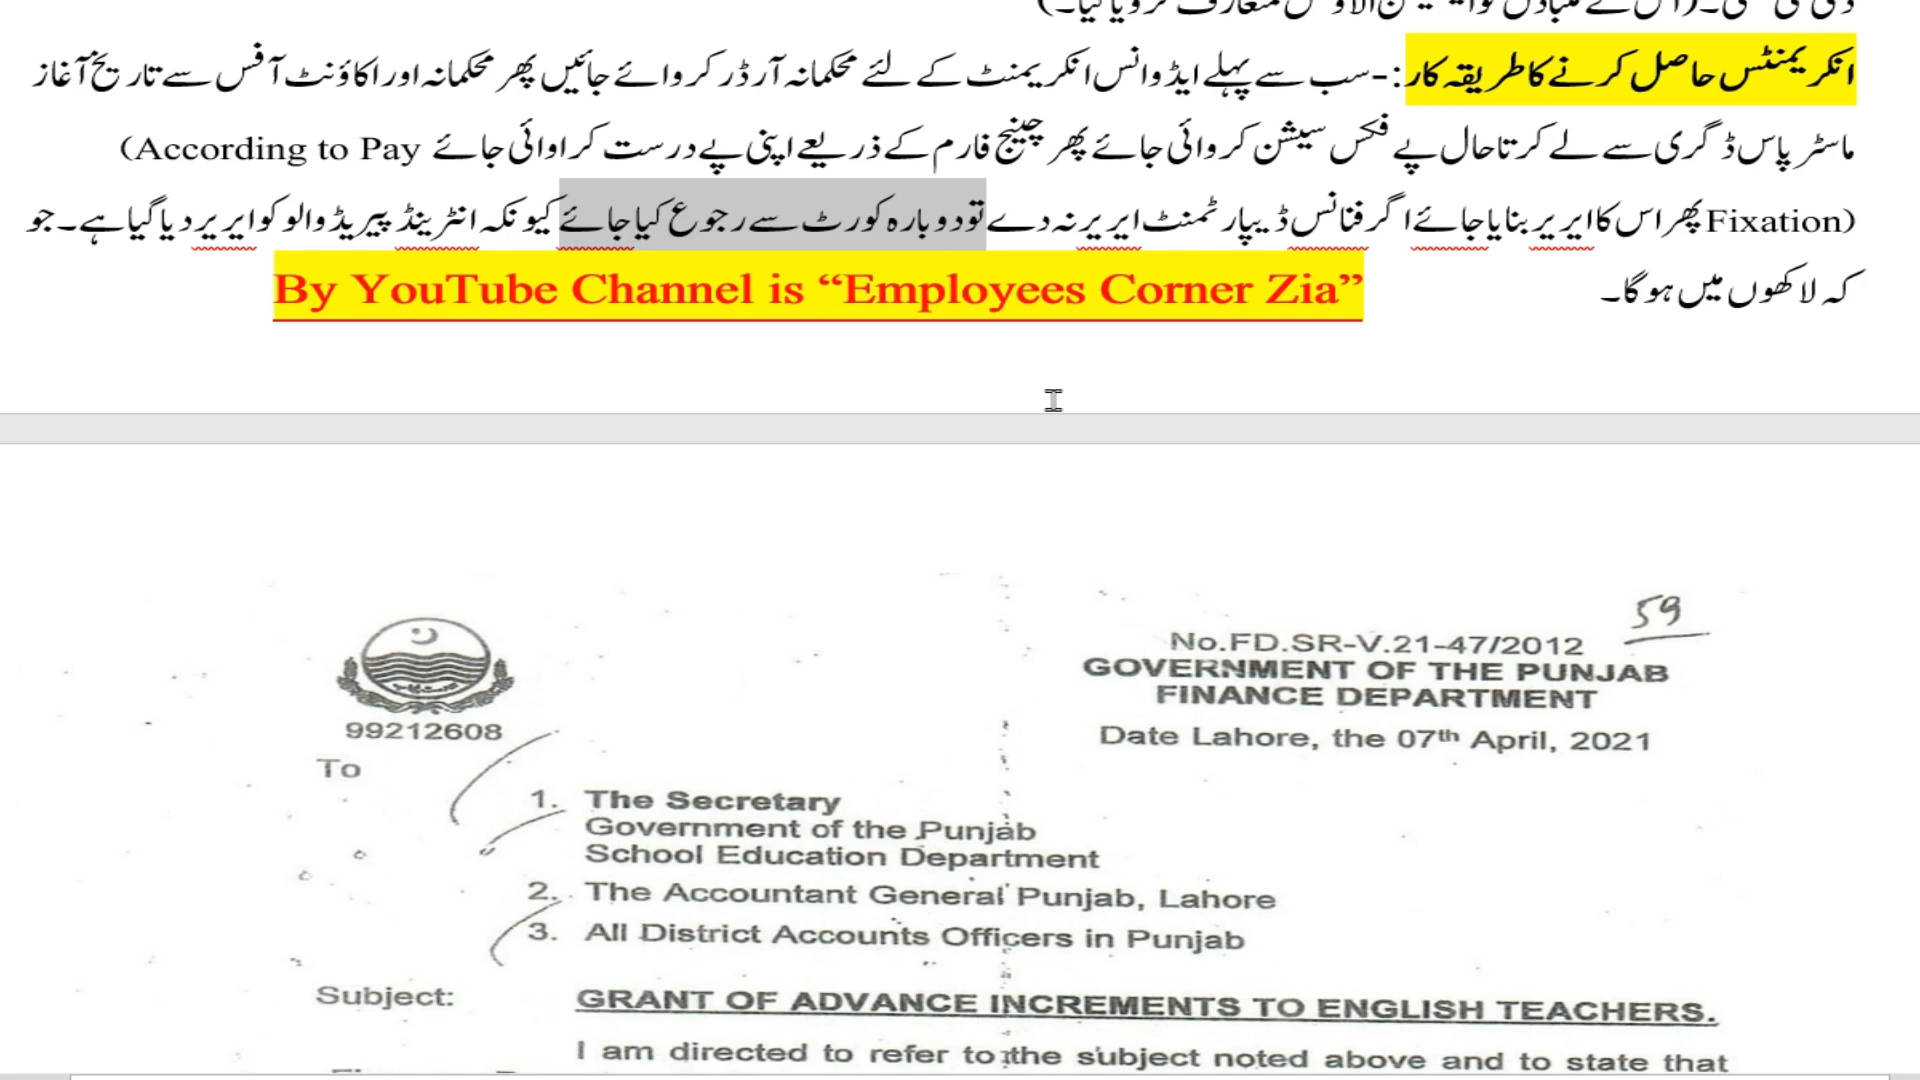 انکریمنٹس حاصل کرنے کا طریقہ کار:-سب سے پہلے ایڈوانس انکریمنٹ کے لئے محکمانہ آرڈر کروائے جائیں پھر محکمانہ اور اکاؤنٹ آفس سے تاریخ آغاز
ماسٹر پاس ڈگری سے لے کر تاحال پے فکس سیشن کروائی جائے پھر چینج فارم کے ذریعے اپنی پے درست کراوائی جائے (According to Pay
Fixation) پھر اس کا ایریر بنایا جائے اگر فنانس ڈیپارٹمنٹ ایریر نہ دے تو دوبارہ کورٹ سے رجوع کیا جائے کیونکہ انٹرینڈ پیریڈ والو کو ایریر دیا گیا ہے۔ جو
کہ لاکھوں میں ہو گا۔
By YouTube Channel is “Employees Corner Zia”
59
No.FD.SR-V.21-47/2012
GOVERNMENT OF THE PUNJAB
FINANCE DEPARTMENT
99212608
Date Lahore, the 07th April, 2021
To
1. The Secretary
Government of the Punjab
School Education Department
2. The Accountant General Punjab, Lahore
3. All District Accounts Officers in Punjab
Subject: GRANT OF ADVANCE INCREMENTS TO ENGLISH TEACHERS.
I am directed to refer to the subject noted above and to state that